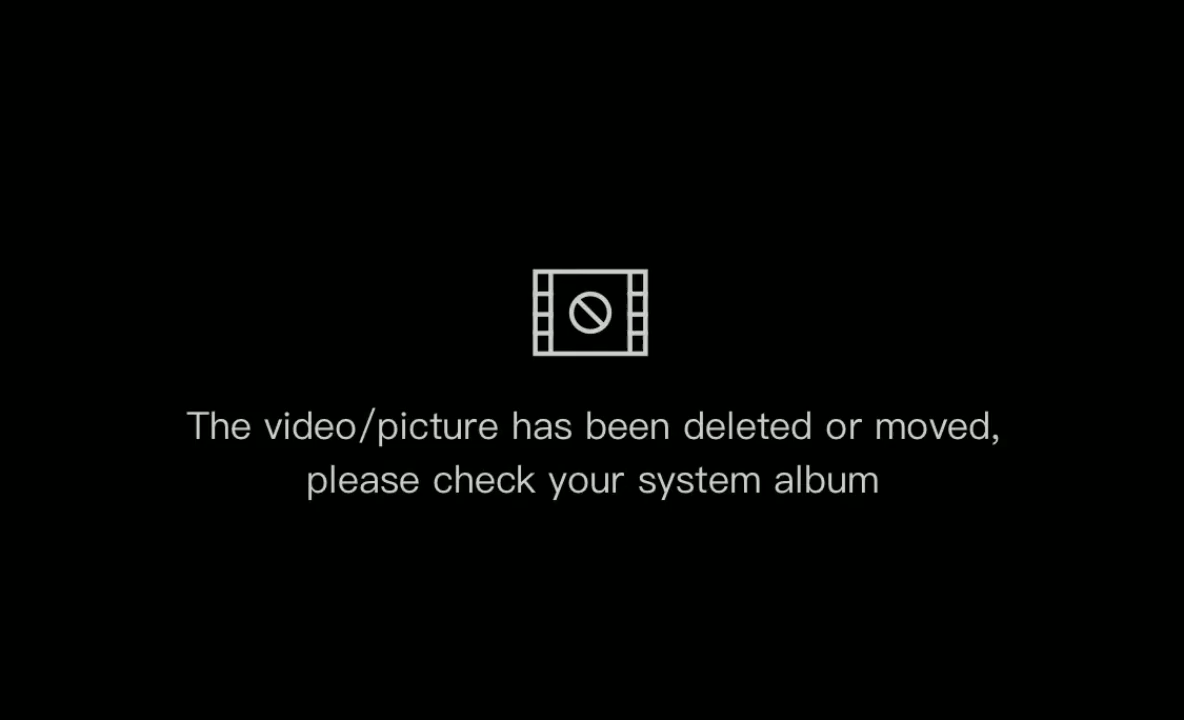 The video/picture has been deleted or moved,
please check your system album